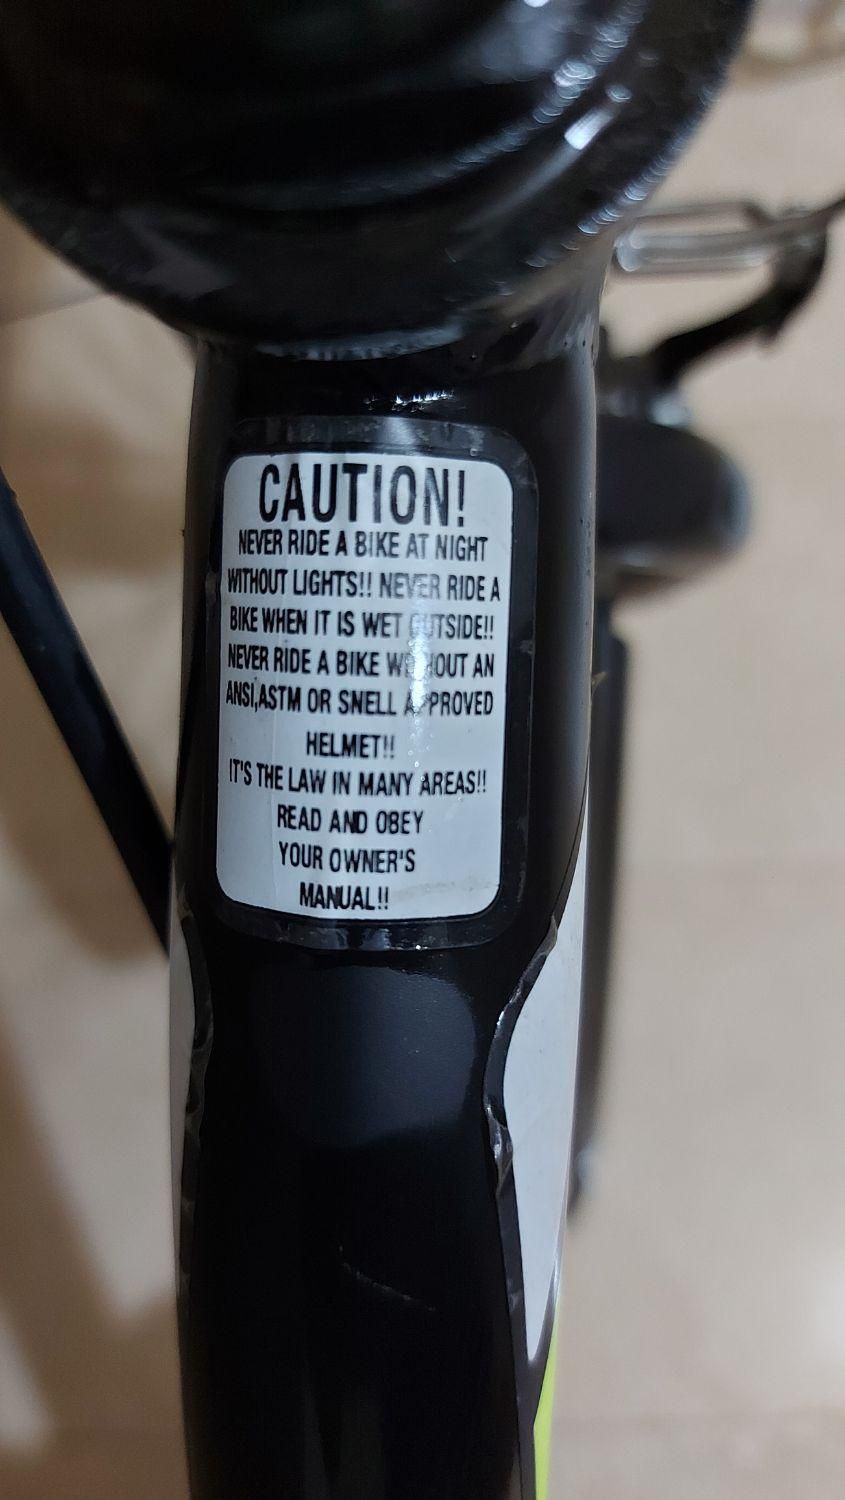 CAUTION!
NEVER RIDE A BIKE AT NIGHT
WITHOUT LIGHTS!! NEVER RIDE A
BIKE WHEN IT IS WET OUTSIDE!!
NEVER RIDE A BIKE WITHOUT AN
ANSI,ASTM OR SNELL APPROVED
HELMET!!
IT'S THE LAW IN MANY AREAS!!
READ AND OBEY
YOUR OWNER'S
MANUAL!!